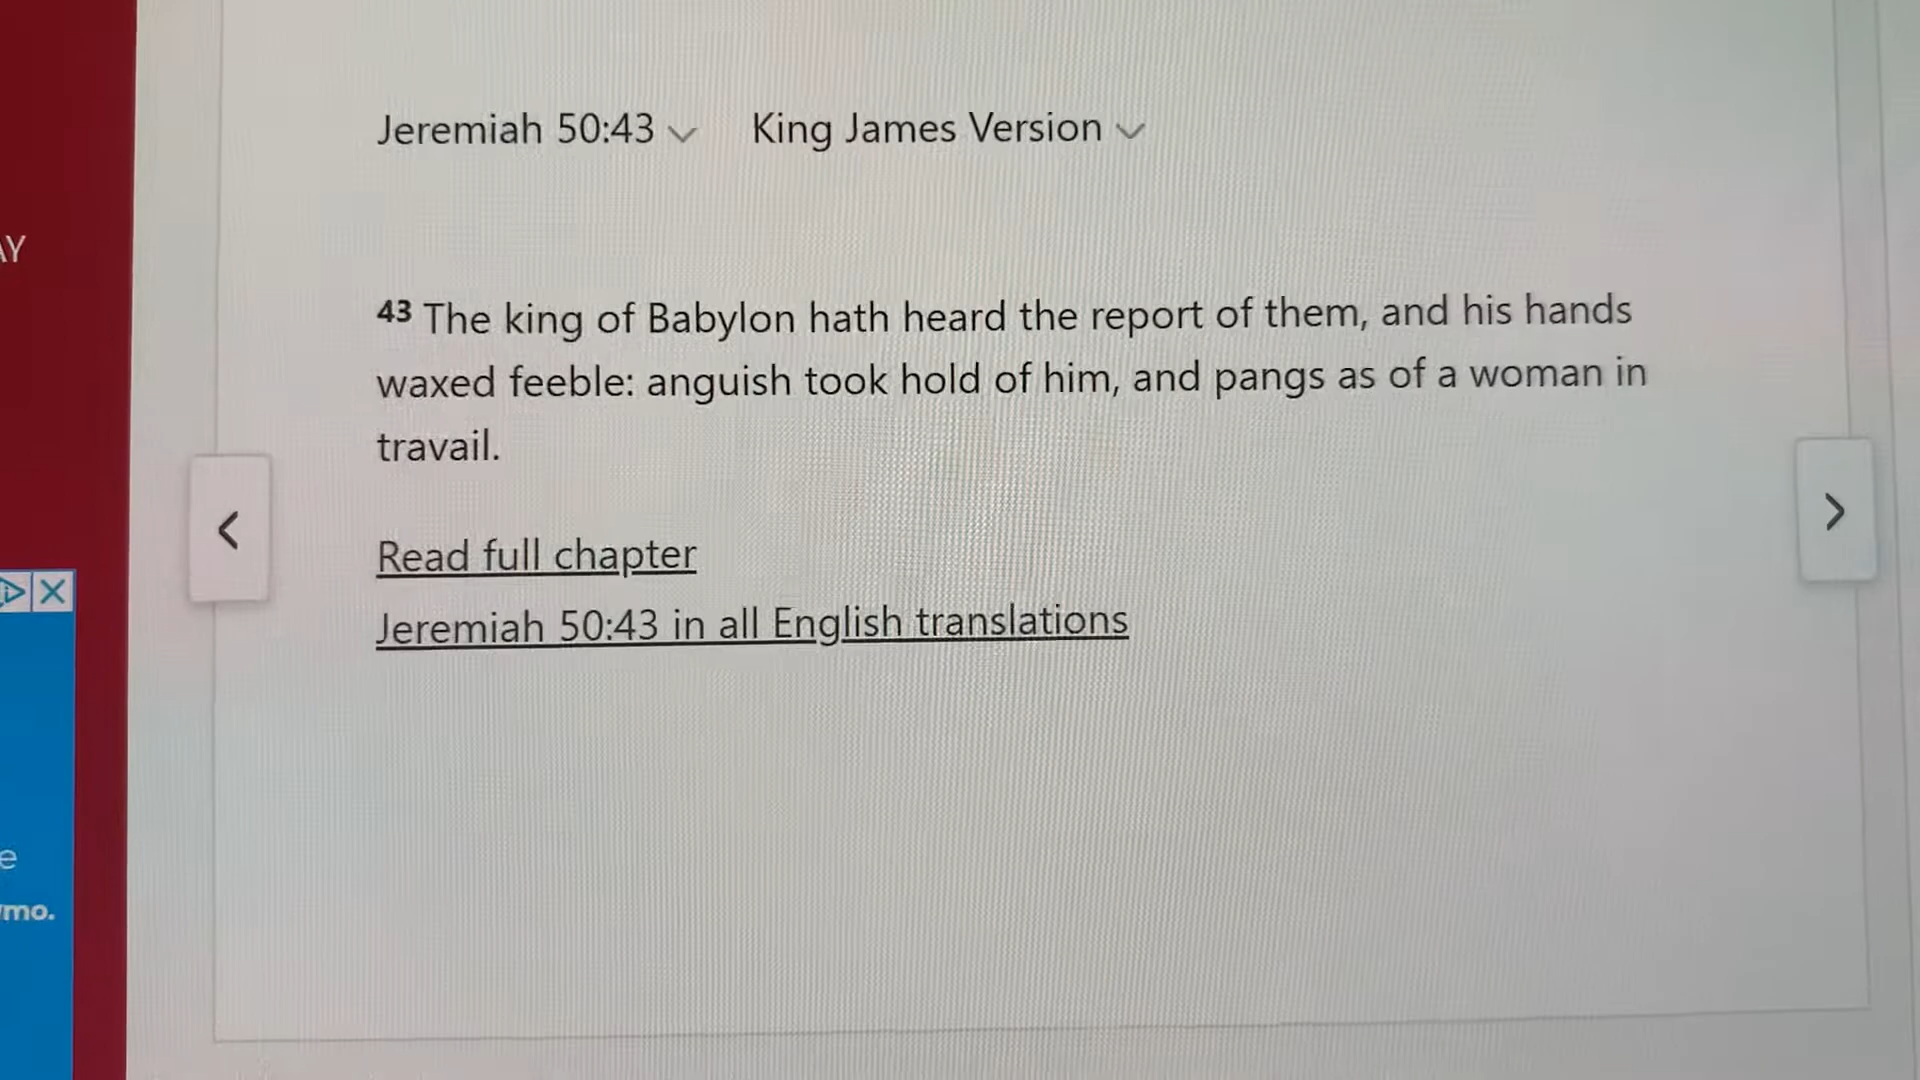 Jeremiah 50:43 King James Version
AY
43 The king of Babylon hath heard the report of them, and his hands
waxed feeble: anguish took hold of him, and pangs as of a woman in
travail.
Read full chapter
Jeremiah 50:43 in all English translations
e
mo.